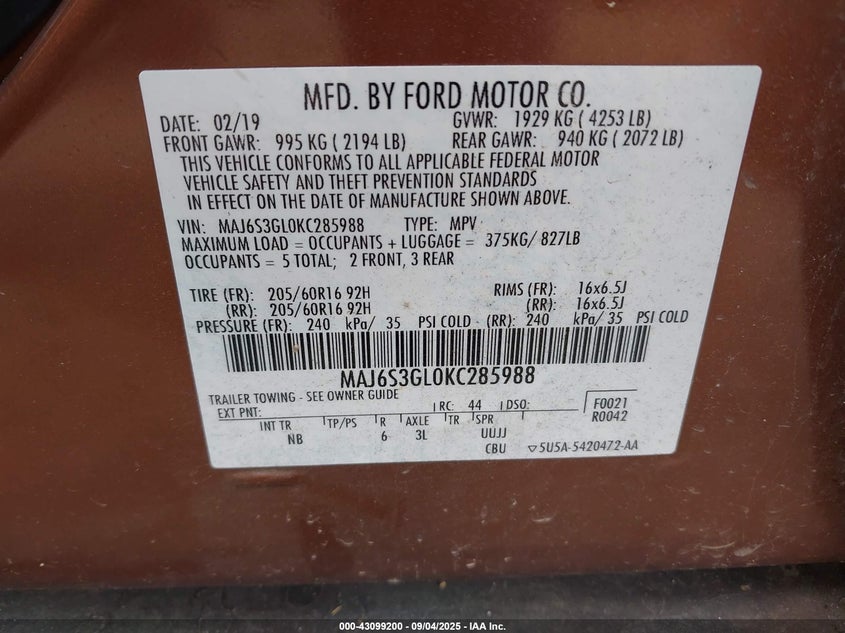 MFD. BY FORD MOTOR CO.
DATE: 02/19 GVWR: 1929 KG ( 4253 LB)
FRONT GAWR: 995 KG ( 2194 LB) REAR GAWR: 940 KG ( 2072 LB)
THIS VEHICLE CONFORMS TO ALL APPLICABLE FEDERAL MOTOR
VEHICLE SAFETY AND THEFT PREVENTION STANDARDS
IN EFFECT ON THE DATE OF MANUFACTURE SHOWN ABOVE.
VIN: MAJ6S3GL0KC285988 TYPE: MPV
MAXIMUM LOAD = OCCUPANTS + LUGGAGE = 375KG/ 827LB
OCCUPANTS = 5 TOTAL; 2 FRONT, 3 REAR
TIRE (FR): 205/60R16 92H RIMS (FR): 16x6.5J
(RR): 205/60R16 92H (RR): 16x6.5J
PRESSURE (FR): 240 kPa/ 35 PSI COLD - (RR): 240 kPa/ 35 PSI COLD
MAJ6S3GL0KC285988
TRAILER TOWING - SEE OWNER GUIDE
EXT PNT: RC: 44 DSO: F0021
R0042
INT TR TP/PS R AXLE TR SPR
NB 6 3L UUJJ
CBU ▽5U5A-5420472-AA
000-43099200 - 09/04/2025 - IAA Inc.